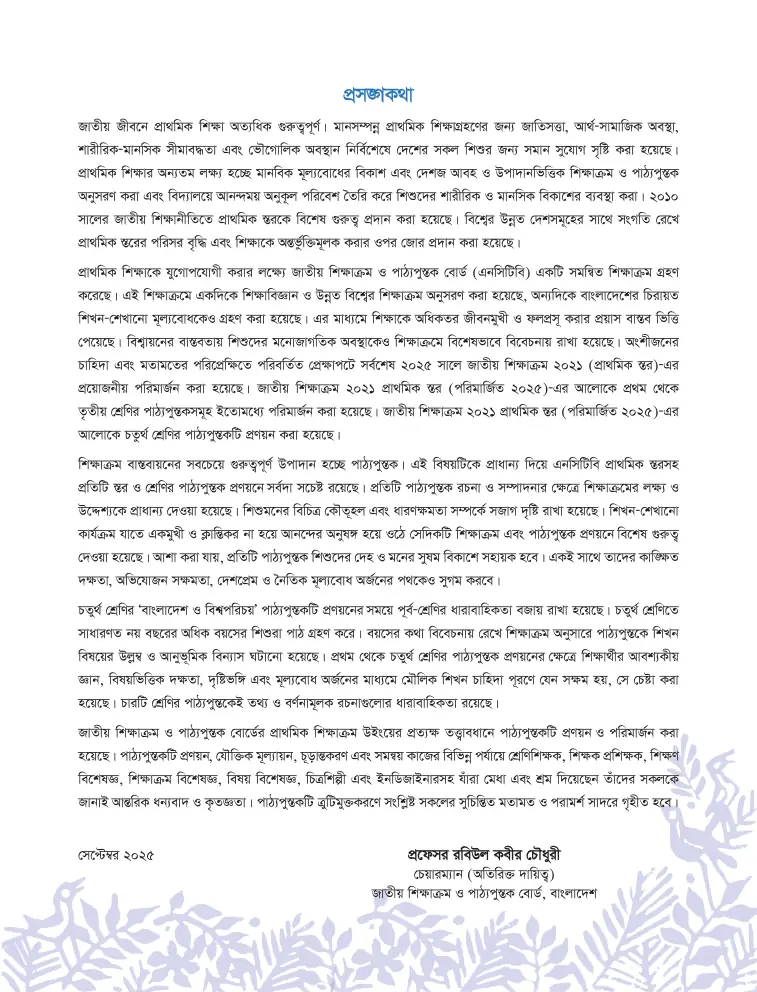 প্রসঙ্গকথা
জাতীয় জীবনে প্রাথমিক শিক্ষা অত্যধিক গুরুত্বপূর্ণ। মানসম্পন্ন প্রাথমিক শিক্ষাগ্রহণের জন্য জাতিসত্তা, আর্থ-সামাজিক অবস্থা,
শারীরিক-মানসিক সীমাবদ্ধতা এবং ভৌগোলিক অবস্থান নির্বিশেষে দেশের সকল শিশুর জন্য সমান সুযোগ সৃষ্টি করা হয়েছে।
প্রাথমিক শিক্ষার অন্যতম লক্ষ্য হচ্ছে মানবিক মূল্যবোধের বিকাশ এবং দেশজ আবহ ও উপাদানভিত্তিক শিক্ষাক্রম ও পাঠ্যপুস্তক
অনুসরণ করা এবং বিদ্যালয়ে আনন্দময় অনুকূল পরিবেশ তৈরি করে শিশুদের শারীরিক ও মানসিক বিকাশের ব্যবস্থা করা। ২০১০
সালের জাতীয় শিক্ষানীতিতে প্রাথমিক স্তরকে বিশেষ গুরুত্ব প্রদান করা হয়েছে। বিশ্বের উন্নত দেশসমূহের সাথে সংগতি রেখে
প্রাথমিক স্তরের পরিসর বৃদ্ধি এবং শিক্ষাকে অন্তর্ভুক্তিমূলক করার ওপর জোর প্রদান করা হয়েছে।
প্রাথমিক শিক্ষাকে যুগোপযোগী করার লক্ষ্যে জাতীয় শিক্ষাক্রম ও পাঠ্যপুস্তক বোর্ড (এনসিটিবি) একটি সমন্বিত শিক্ষাক্রম গ্রহণ
করেছে। এই শিক্ষাক্রমে একদিকে শিক্ষাবিজ্ঞান ও উন্নত বিশ্বের শিক্ষাক্রম অনুসরণ করা হয়েছে, অন্যদিকে বাংলাদেশের চিরায়ত
শিখন-শেখানো মূল্যবোধকেও গ্রহণ করা হয়েছে। এর মাধ্যমে শিক্ষাকে অধিকতর জীবনমুখী ও ফলপ্রসূ করার প্রয়াস বাস্তব ভিত্তি
পেয়েছে। বিশ্বায়নের বাস্তবতায় শিশুদের মনোজাগতিক অবস্থাকেও শিক্ষাক্রমে বিশেষভাবে বিবেচনায় রাখা হয়েছে। অংশীজনের
চাহিদা এবং মতামতের পরিপ্রেক্ষিতে পরিবর্তিত প্রেক্ষাপটে সর্বশেষ ২০২৫ সালে জাতীয় শিক্ষাক্রম ২০২১ (প্রাথমিক স্তর)-এর
প্রয়োজনীয় পরিমার্জন করা হয়েছে। জাতীয় শিক্ষাক্রম ২০২১ প্রাথমিক স্তর (পরিমার্জিত ২০২৫)-এর আলোকে প্রথম থেকে
তৃতীয় শ্রেণির পাঠ্যপুস্তকসমূহ ইতোমধ্যে পরিমার্জন করা হয়েছে। জাতীয় শিক্ষাক্রম ২০২১ প্রাথমিক স্তর (পরিমার্জিত ২০২৫)-এর
আলোকে চতুর্থ শ্রেণির পাঠ্যপুস্তকটি প্রণয়ন করা হয়েছে।
শিক্ষাক্রম বাস্তবায়নের সবচেয়ে গুরুত্বপূর্ণ উপাদান হচ্ছে পাঠ্যপুস্তক। এই বিষয়টিকে প্রাধান্য দিয়ে এনসিটিবি প্রাথমিক স্তরসহ
প্রতিটি স্তর ও শ্রেণির পাঠ্যপুস্তক প্রণয়নে সর্বদা সচেষ্ট রয়েছে। প্রতিটি পাঠ্যপুস্তক রচনা ও সম্পাদনার ক্ষেত্রে শিক্ষাক্রমের লক্ষ্য ও
উদ্দেশ্যকে প্রাধান্য দেওয়া হয়েছে। শিশুমনের বিচিত্র কৌতূহল এবং ধারণক্ষমতা সম্পর্কে সজাগ দৃষ্টি রাখা হয়েছে। শিখন-শেখানো
কার্যক্রম যাতে একমুখী ও ক্লান্তিকর না হয়ে আনন্দের অনুষঙ্গ হয়ে ওঠে সেদিকটি শিক্ষাক্রম এবং পাঠ্যপুস্তক প্রণয়নে বিশেষ গুরুত্ব
দেওয়া হয়েছে। আশা করা যায়, প্রতিটি পাঠ্যপুস্তক শিশুদের দেহ ও মনের সুষম বিকাশে সহায়ক হবে। একই সাথে তাদের কাঙ্ক্ষিত
দক্ষতা, অভিযোজন সক্ষমতা, দেশপ্রেম ও নৈতিক মূল্যবোধ অর্জনের পথকেও সুগম করবে।
চতুর্থ শ্রেণির ‘বাংলাদেশ ও বিশ্বপরিচয়’ পাঠ্যপুস্তকটি প্রণয়নের সময়ে পূর্ব-শ্রেণির ধারাবাহিকতা বজায় রাখা হয়েছে। চতুর্থ শ্রেণিতে
সাধারণত নয় বছরের অধিক বয়সের শিশুরা পাঠ গ্রহণ করে। বয়সের কথা বিবেচনায় রেখে শিক্ষাক্রম অনুসারে পাঠ্যপুস্তকে শিখন
বিষয়ের উল্লম্ব ও আনুভূমিক বিন্যাস ঘটানো হয়েছে। প্রথম থেকে চতুর্থ শ্রেণির পাঠ্যপুস্তক প্রণয়নের ক্ষেত্রে শিক্ষার্থীর আবশ্যকীয়
জ্ঞান, বিষয়ভিত্তিক দক্ষতা, দৃষ্টিভঙ্গি এবং মূল্যবোধ অর্জনের মাধ্যমে মৌলিক শিখন চাহিদা পূরণে যেন সক্ষম হয়, সে চেষ্টা করা
হয়েছে। চারটি শ্রেণির পাঠ্যপুস্তকেই তথ্য ও বর্ণনামূলক রচনাগুলোর ধারাবাহিকতা রয়েছে।
জাতীয় শিক্ষাক্রম ও পাঠ্যপুস্তক বোর্ডের প্রাথমিক শিক্ষাক্রম উইংয়ের প্রত্যক্ষ তত্ত্বাবধানে পাঠ্যপুস্তকটি প্রণয়ন ও পরিমার্জন করা
হয়েছে। পাঠ্যপুস্তকটি প্রণয়ন, যৌক্তিক মূল্যায়ন, চূড়ান্তকরণ এবং সমন্বয় কাজের বিভিন্ন পর্যায়ে শ্রেণিশিক্ষক, শিক্ষক প্রশিক্ষক, শিক্ষণ
বিশেষজ্ঞ, শিক্ষাক্রম বিশেষজ্ঞ, বিষয় বিশেষজ্ঞ, চিত্রশিল্পী এবং ইনডিজাইনারসহ যাঁরা মেধা এবং শ্রম দিয়েছেন তাঁদের সকলকে
জানাই আন্তরিক ধন্যবাদ ও কৃতজ্ঞতা। পাঠ্যপুস্তকটি ত্রুটিমুক্তকরণে সংশ্লিষ্ট সকলের সুচিন্তিত মতামত ও পরামর্শ সাদরে গৃহীত হবে।
সেপ্টেম্বর ২০২৫
প্রফেসর রবিউল কবীর চৌধুরী
চেয়ারম্যান (অতিরিক্ত দায়িত্ব)
জাতীয় শিক্ষাক্রম ও পাঠ্যপুস্তক বোর্ড, বাংলাদেশ